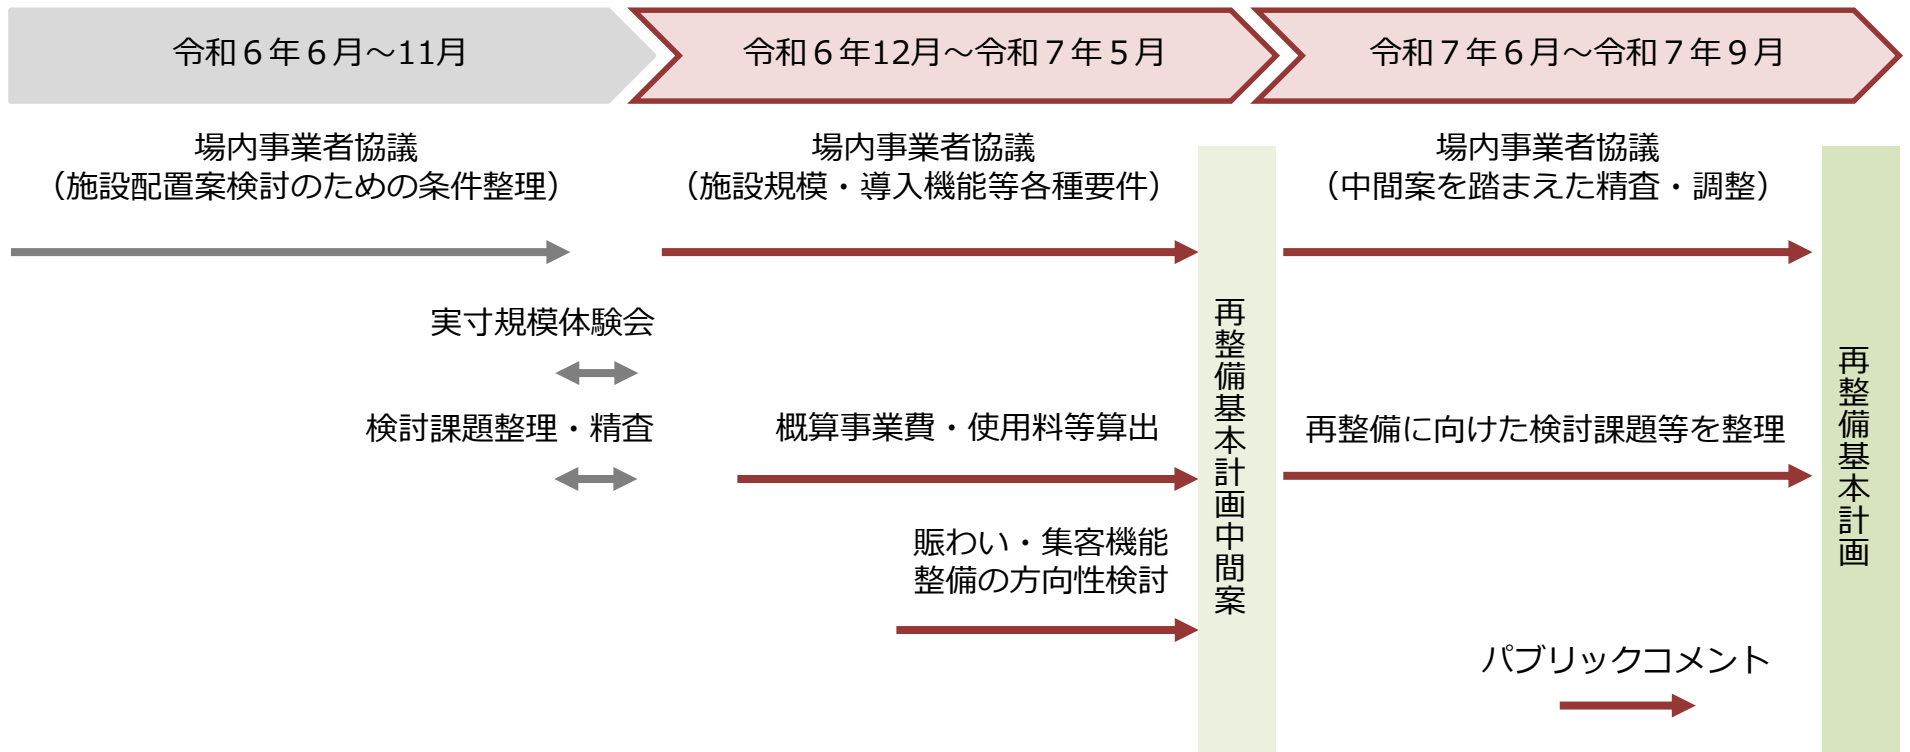 令和６年６月～11月
令和６年12月～令和７年５月
令和７年６月～令和７年９月
場内事業者協議
（施設配置案検討のための条件整理）
場内事業者協議
（施設規模・導入機能等各種要件）
場内事業者協議
（中間案を踏まえた精査・調整）
実寸規模体験会
検討課題整理・精査
概算事業費・使用料等算出
賑わい・集客機能
整備の方向性検討
再整備基本計画中間案
再整備に向けた検討課題等を整理
パブリックコメント
再整備基本計画